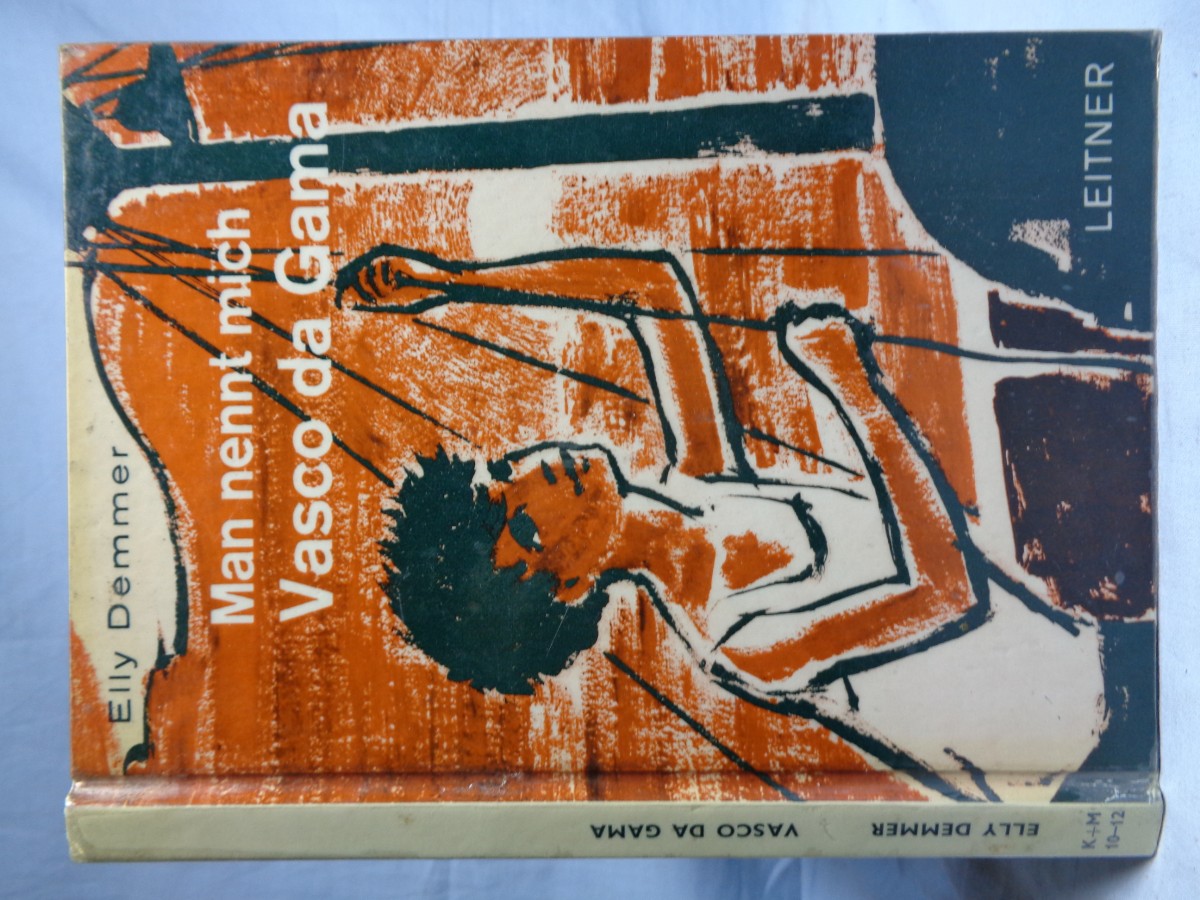 Elly Demmer
Man nennt mich
Vasco da Gama
LEITNER
VASCO DA GAMA
ELLY DEMMER
K+M
10–12